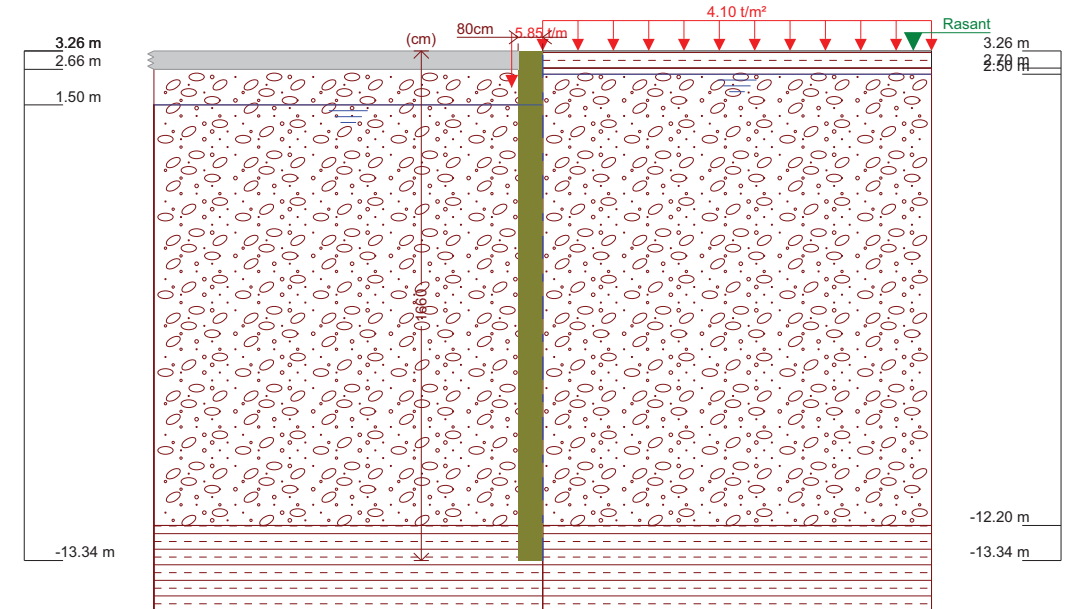 4.10 t/m²
Rasant
80cm
5.85 t/m
(cm)
3.26 m
3.26 m
2.66 m
2.70 m
2.50 m
1.50 m
1660
-12.20 m
-13.34 m
-13.34 m